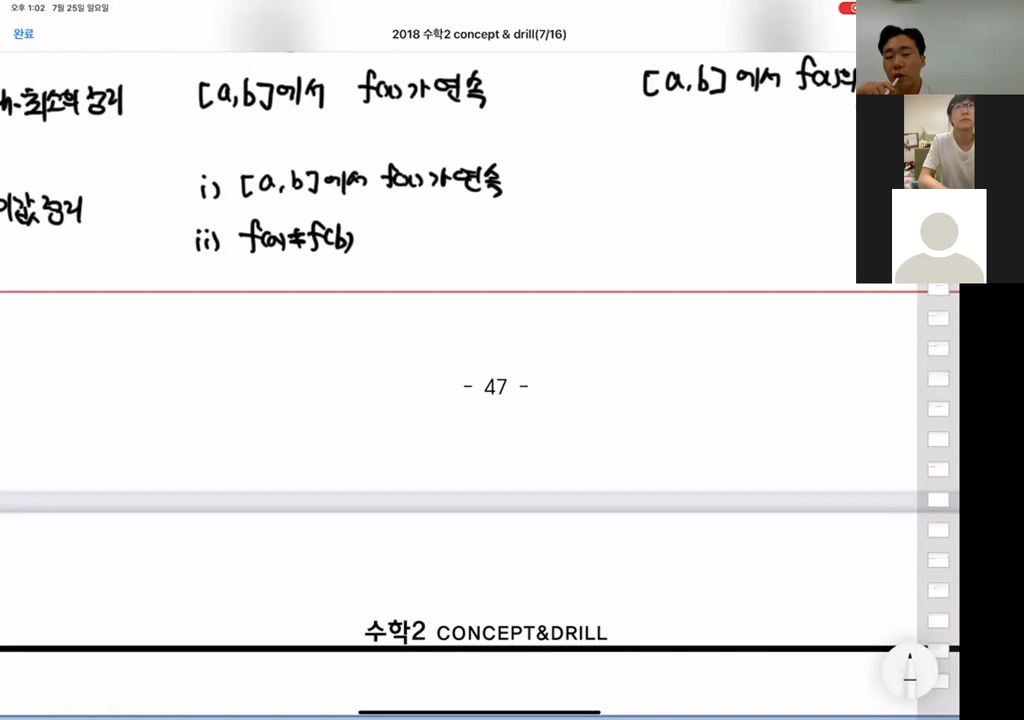 오후 1:02 7월 25일 일요일
완료
2018 수학2 concept & drill(7/16)
최소의 정리 [a,b]에서 f(x)가 연속 [a,b]에서 f(x)의
이값 정리 i) [a,b]에서 f(x)가 연속
ii) f(a)≠f(b)
- 47 -
수학2 CONCEPT&DRILL